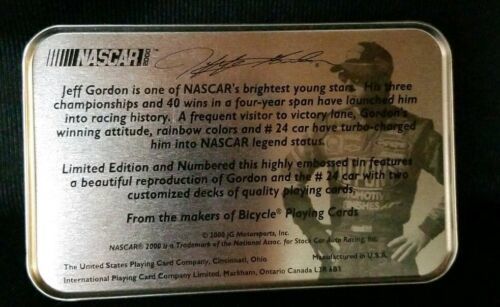 NASCAR 2000
Jeff Gordon is one of NASCAR's brightest young stars. His three
championships and 40 wins in a four-year span have launched him
into racing history. A frequent visitor to victory lane, Gordon's
winning attitude, rainbow colors and # 24 car have turbo-charged
him into NASCAR legend status.
Limited Edition and Numbered this highly embossed tin features
a beautiful reproduction of Gordon and the # 24 car with two
customized decks of quality playing cards.
From the makers of Bicycle® Playing Cards
© 2000 JG Motorsports, Inc.
NASCAR® 2000 is a Trademark of the National Assoc. for Stock Car Auto Racing, Inc.
The United States Playing Card Company, Cincinnati, Ohio Manufactured in U.S.A.
International Playing Card Company Limited, Markham, Ontario Canada L3R 6B3